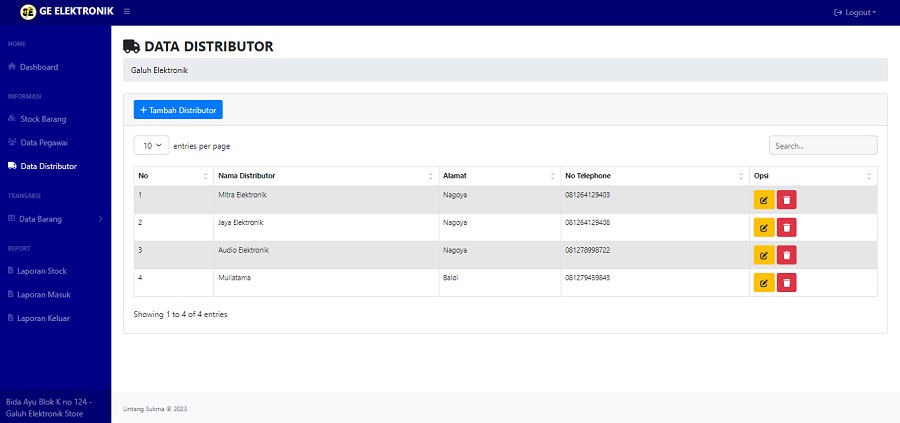 GE ELEKTRONIK
Logout
HOME
Dashboard
INFORMASI
Stock Barang
Data Pegawai
Data Distributor
TRANSAKSI
Data Barang
REPORT
Laporan Stock
Laporan Masuk
Laporan Keluar
Bida Ayu Blok K no 124 -
Galuh Elektronik Store
DATA DISTRIBUTOR
Galuh Elektronik
+ Tambah Distributor
10 entries per page
Search...
No Nama Distributor Alamat No Telephone Opsi
1 Mitra Elektronik Nagoya 081264129403
2 Jaya Elektronik Nagoya 081264129408
3 Audio Elektronik Nagoya 081278998722
4 Muliatama Baloi 081279459843
Showing 1 to 4 of 4 entries
Lintang Sukma © 2023